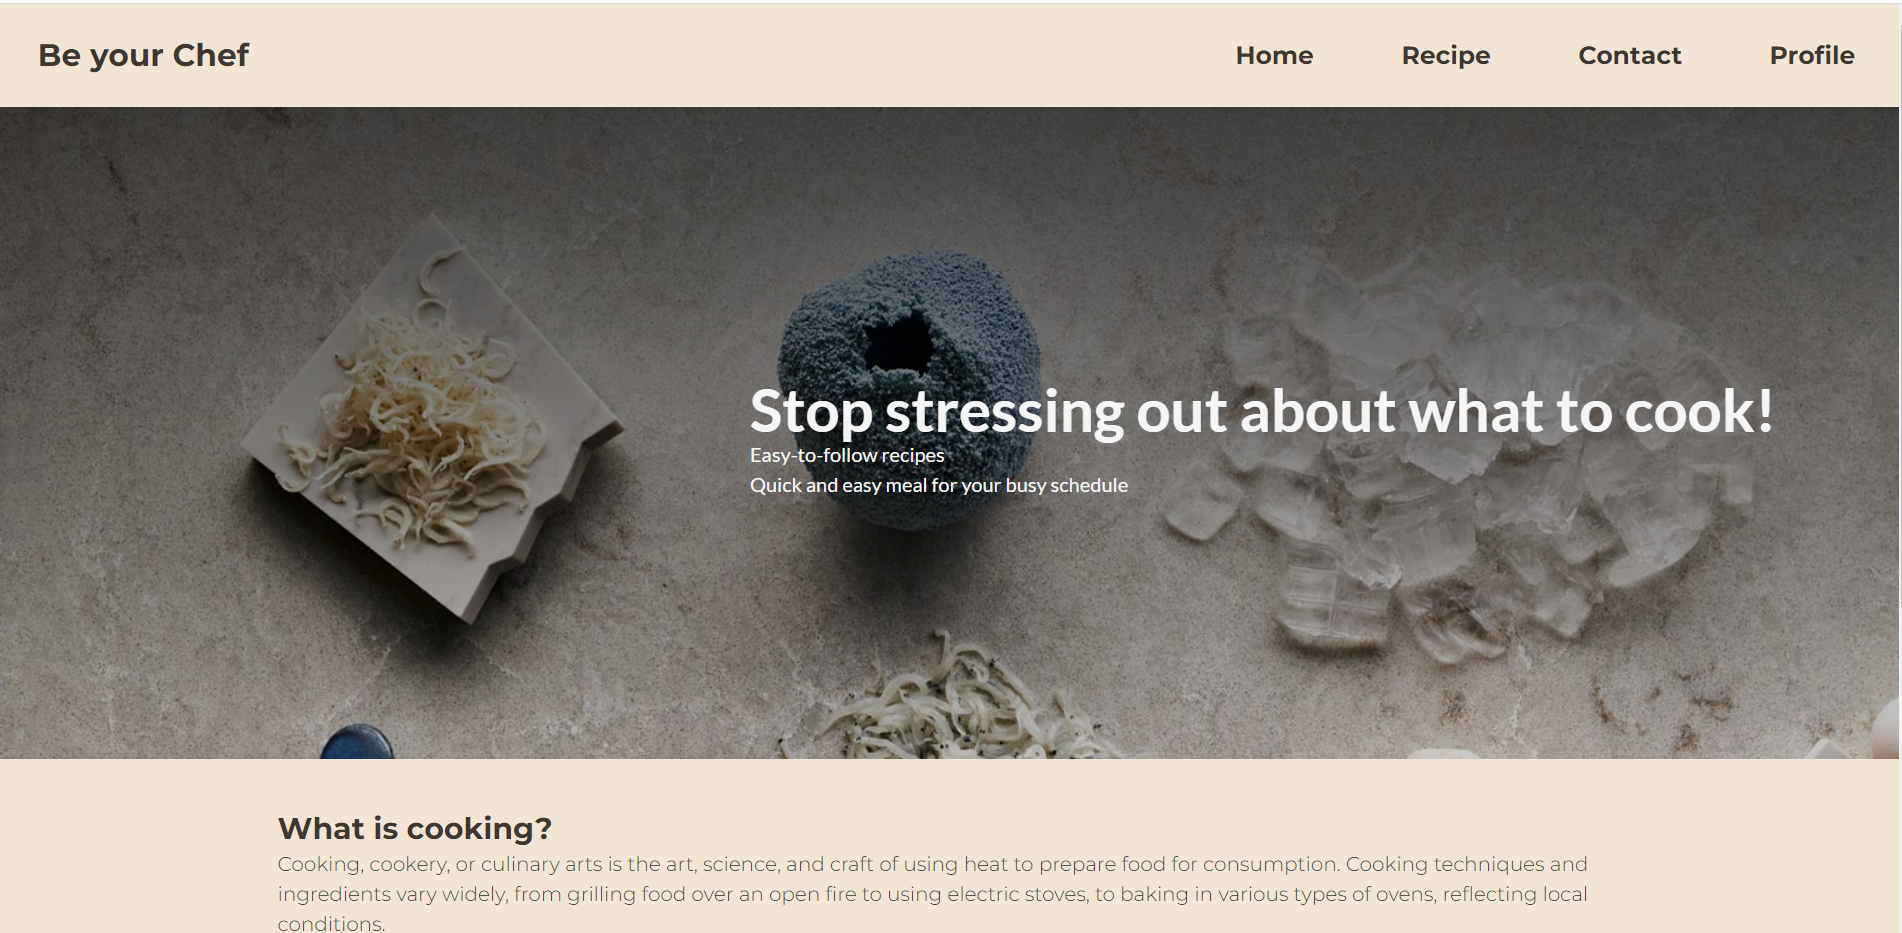 Be your Chef
Home Recipe Contact Profile
Stop stressing out about what to cook!
Easy-to-follow recipes
Quick and easy meal for your busy schedule
What is cooking?
Cooking, cookery, or culinary arts is the art, science, and craft of using heat to prepare food for consumption. Cooking techniques and
ingredients vary widely, from grilling food over an open fire to using electric stoves, to baking in various types of ovens, reflecting local
conditions.